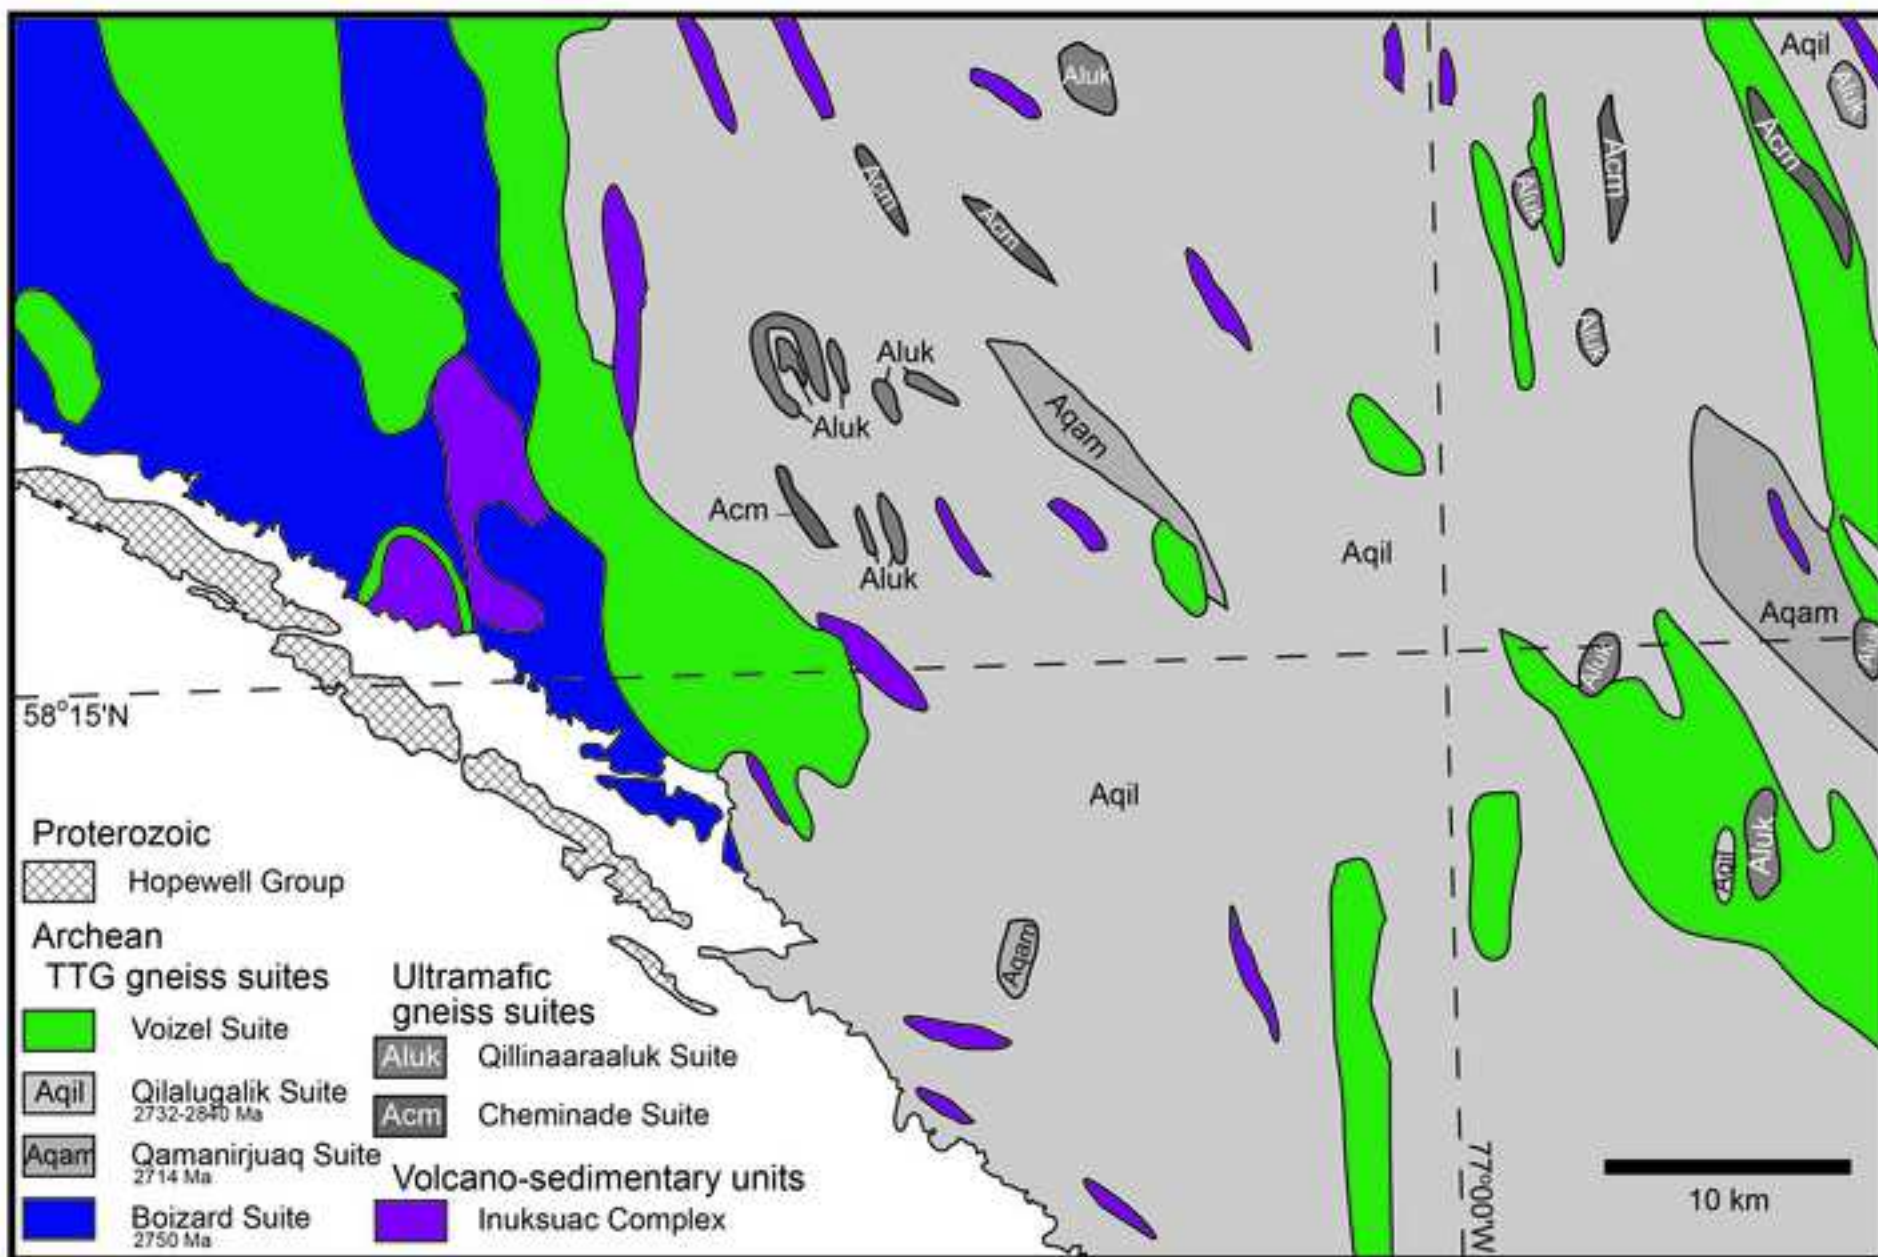 Aqil
Aluk
Aluk
Acm
Acm
Acm
Acm
Aluk
Aluk
Aluk
Aluk
Aqam
Acm
Aluk
Aqil
Aqam
Aluk
Aluk
58°15'N
Aqil
Aluk
Aqil
Aqam
77°00'W
10 km
Proterozoic
Hopewell Group
Archean
TTG gneiss suites
Voizel Suite
Aqil Qilalugalik Suite
2732-2840 Ma
Aqam Qamanirjuaq Suite
2714 Ma
Boizard Suite
2750 Ma
Ultramafic
gneiss suites
Aluk Qillinaaraaluk Suite
Acm Cheminade Suite
Volcano-sedimentary units
Inuksuac Complex